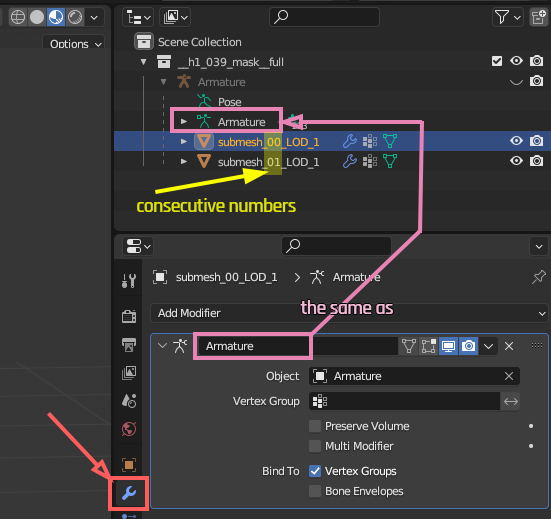 Options
Scene Collection
__h1_039_mask__full
Armature
Pose
Armature
submesh_00_LOD_1
submesh_01_LOD_1
consecutive numbers
submesh_00_LOD_1 > Armature
the same as
Add Modifier
Armature
Object Armature
Vertex Group
Preserve Volume
Multi Modifier
Bind To Vertex Groups
Bone Envelopes